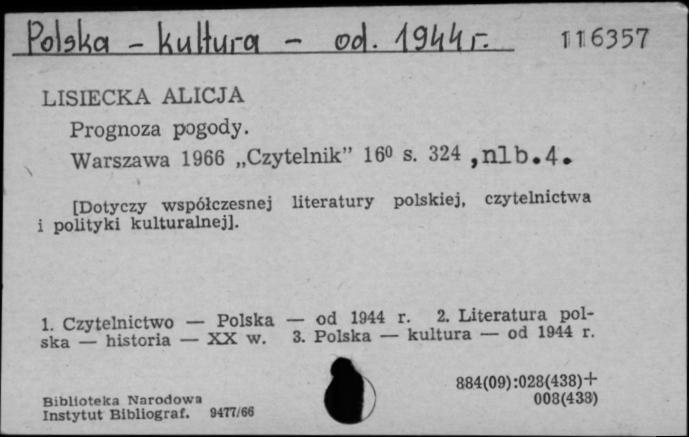 Polska - kultura - od. 1944 r. 116357
LISIECKA ALICJA
Prognoza pogody.
Warszawa 1966 „Czytelnik” 16⁰ s. 324 ,nlb.4.
[Dotyczy współczesnej literatury polskiej, czytelnictwa
i polityki kulturalnej].
1. Czytelnictwo — Polska — od 1944 r. 2. Literatura pol-
ska — historia — XX w. 3. Polska — kultura — od 1944 r.
884(09):028(438)+
008(438)
Biblioteka Narodowa
Instytut Bibliograf. 9477/66